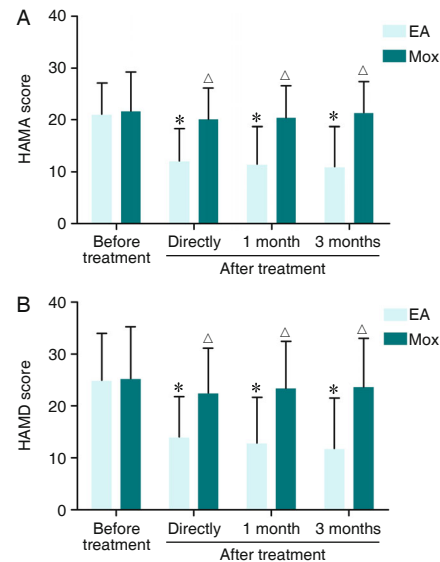 A
40
30
20
10
0
HAMA score
EA
Mox
* △ * △ * △
Before treatment
Directly
1 month
3 months
After treatment
B
40
30
20
10
0
HAMD score
EA
Mox
* △ * △ * △
Before treatment
Directly
1 month
3 months
After treatment